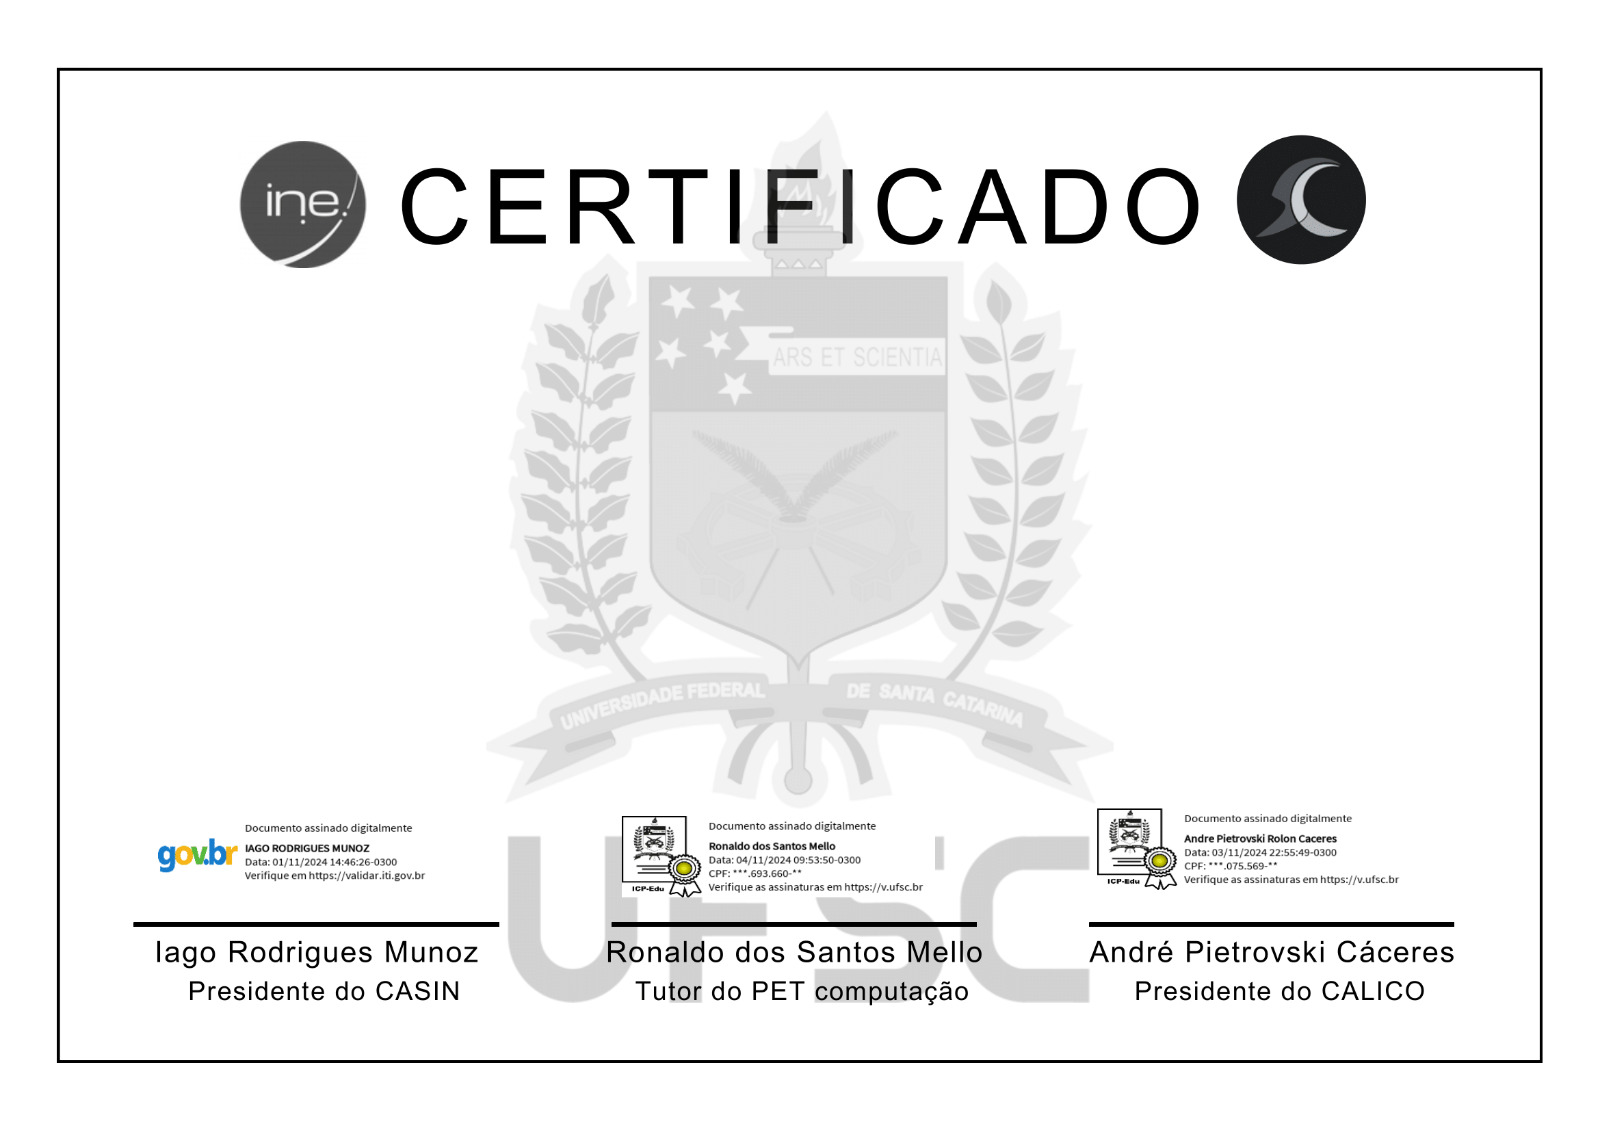 ine.
CERTIFICADO
ARS ET SCIENTIA
UNIVERSIDADE FEDERAL DE SANTA CATARINA
UFSC
gov.br
Documento assinado digitalmente
IAGO RODRIGUES MUNOZ
Data: 01/11/2024 14:46:26-0300
Verifique em https://validar.iti.gov.br
ICP-Edu
Documento assinado digitalmente
Ronaldo dos Santos Mello
Data: 04/11/2024 09:53:50-0300
CPF: ***.693.660-**
Verifique as assinaturas em https://v.ufsc.br
ICP-Edu
Documento assinado digitalmente
Andre Pietrovski Rolon Caceres
Data: 03/11/2024 22:55:49-0300
CPF: ***.075.569-**
Verifique as assinaturas em https://v.ufsc.br
Iago Rodrigues Munoz
Presidente do CASIN
Ronaldo dos Santos Mello
Tutor do PET computação
André Pietrovski Cáceres
Presidente do CALICO